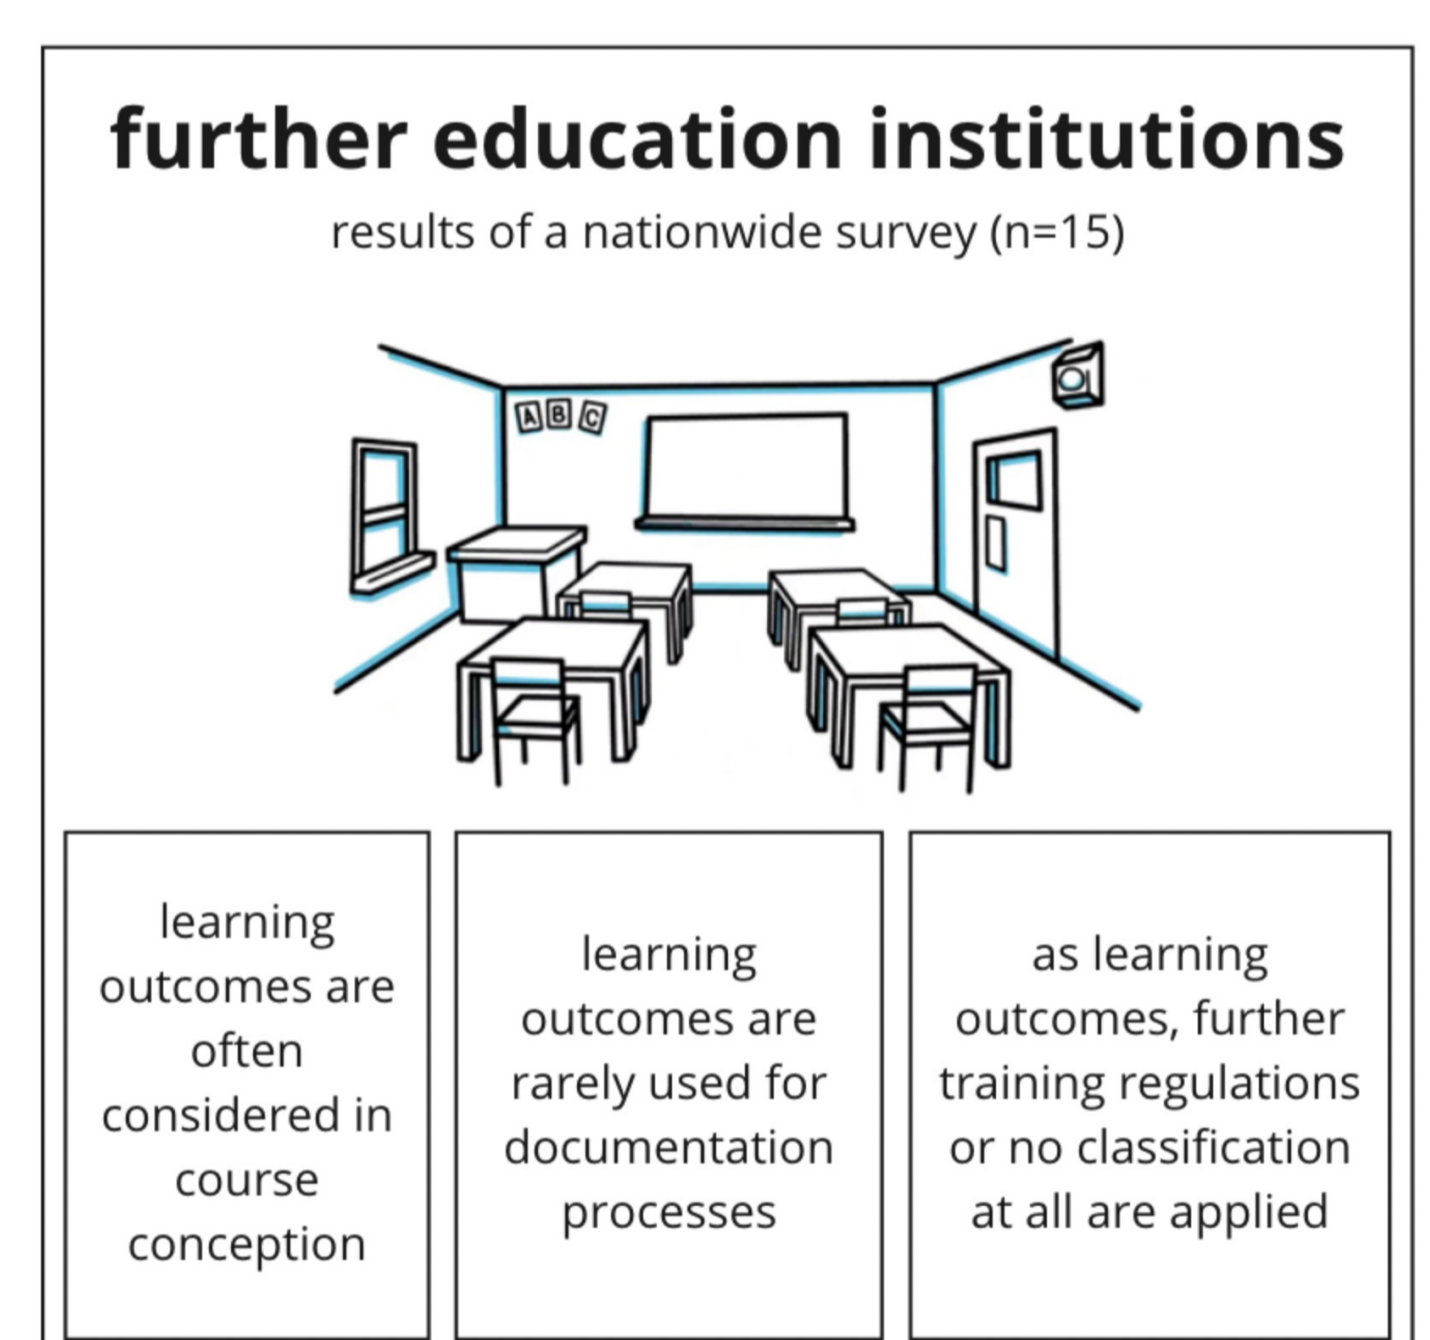 further education institutions
results of a nationwide survey (n=15)
A B C
learning
outcomes are
often
considered in
course
conception
learning
outcomes are
rarely used for
documentation
processes
as learning
outcomes, further
training regulations
or no classification
at all are applied